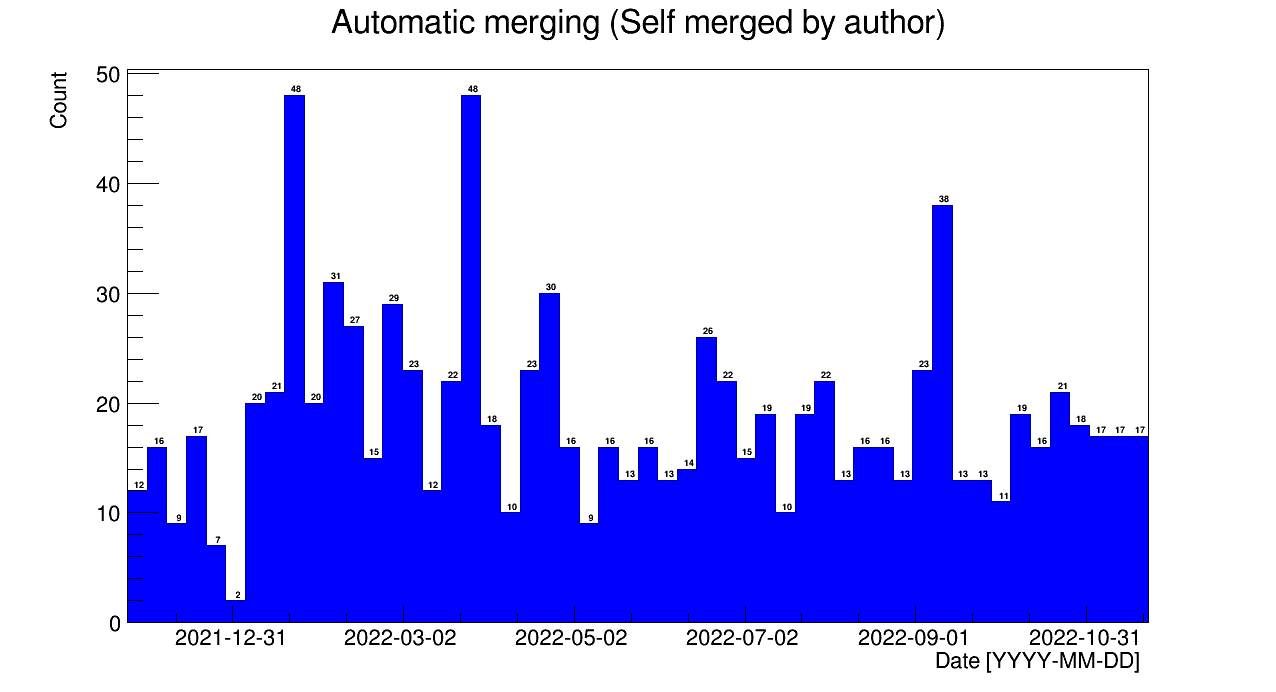 Automatic merging (Self merged by author)
Count
50
40
30
20
10
0
12 16 9 17 7 2 20 21 48 20 31 27 15 29 23 12 22 48 18 10 23 30 16 9 16 13 16 13 14 26 22 15 19 10 19 22 13 16 16 13 23 38 13 13 11 19 16 21 18 17 17 17
2021-12-31 2022-03-02 2022-05-02 2022-07-02 2022-09-01 2022-10-31
Date [YYYY-MM-DD]